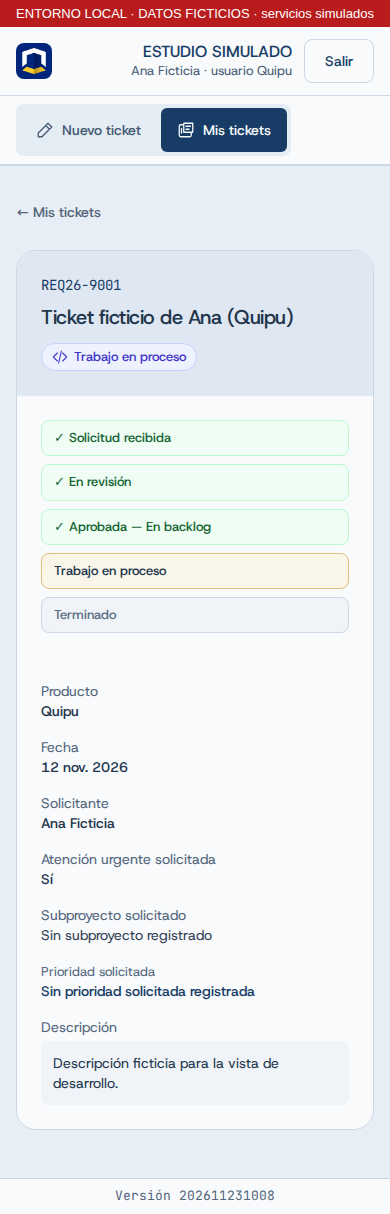 ENTORNO LOCAL · DATOS FICTICIOS · servicios simulados
ESTUDIO SIMULADO
Ana Ficticia · usuario Quipu
Salir
Nuevo ticket
Mis tickets
← Mis tickets
REQ26-9001
Ticket ficticio de Ana (Quipu)
Trabajo en proceso
✓ Solicitud recibida
✓ En revisión
✓ Aprobada — En backlog
Trabajo en proceso
Terminado
Producto
Quipu
Fecha
12 nov. 2026
Solicitante
Ana Ficticia
Atención urgente solicitada
Sí
Subproyecto solicitado
Sin subproyecto registrado
Prioridad solicitada
Sin prioridad solicitada registrada
Descripción
Descripción ficticia para la vista de
desarrollo.
Versión 202611231008